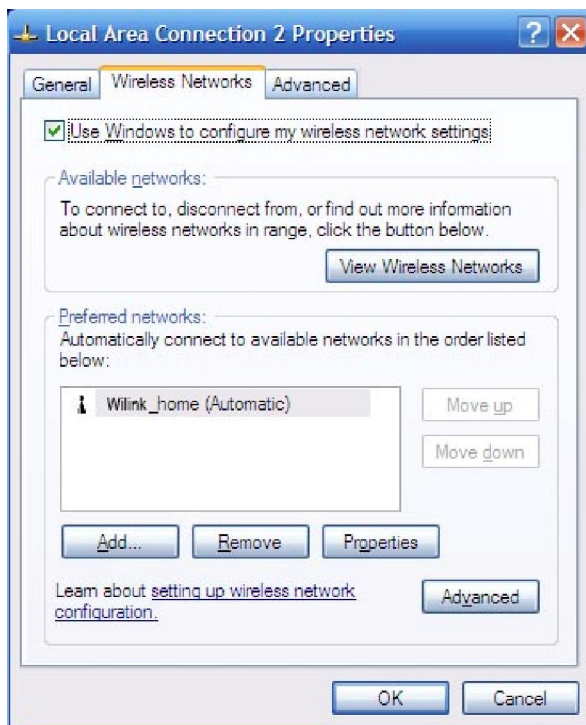 Local Area Connection 2 Properties
General Wireless Networks Advanced
Use Windows to configure my wireless network settings
Available networks:
To connect to, disconnect from, or find out more information
about wireless networks in range, click the button below.
View Wireless Networks
Preferred networks:
Automatically connect to available networks in the order listed
below:
Wilink_home (Automatic)
Move up
Move down
Add... Remove Properties
Learn about setting up wireless network
configuration.
Advanced
OK Cancel